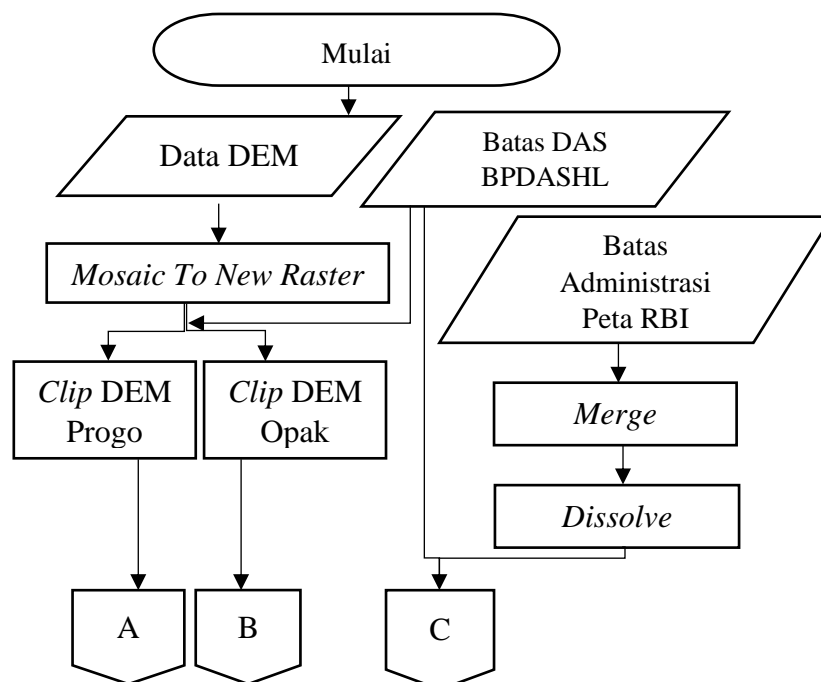 Mulai
Data DEM
Batas DAS
BPDASHL
Batas
Administrasi
Peta RBI
Mosaic To New Raster
Clip DEM
Progo
Clip DEM
Opak
Merge
Dissolve
A
B
C